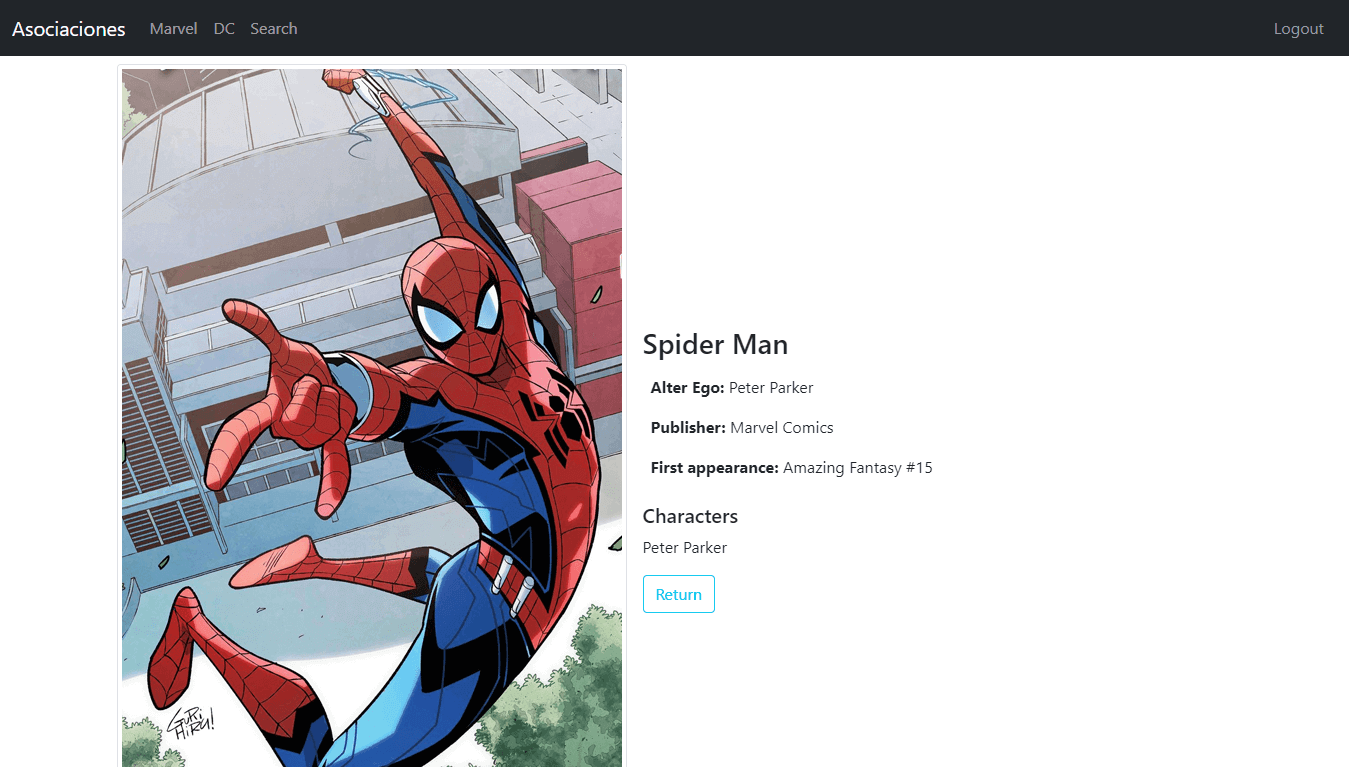 Asociaciones Marvel DC Search Logout
Spider Man
Alter Ego: Peter Parker
Publisher: Marvel Comics
First appearance: Amazing Fantasy #15
Characters
Peter Parker
Return
GURi
HiRU!